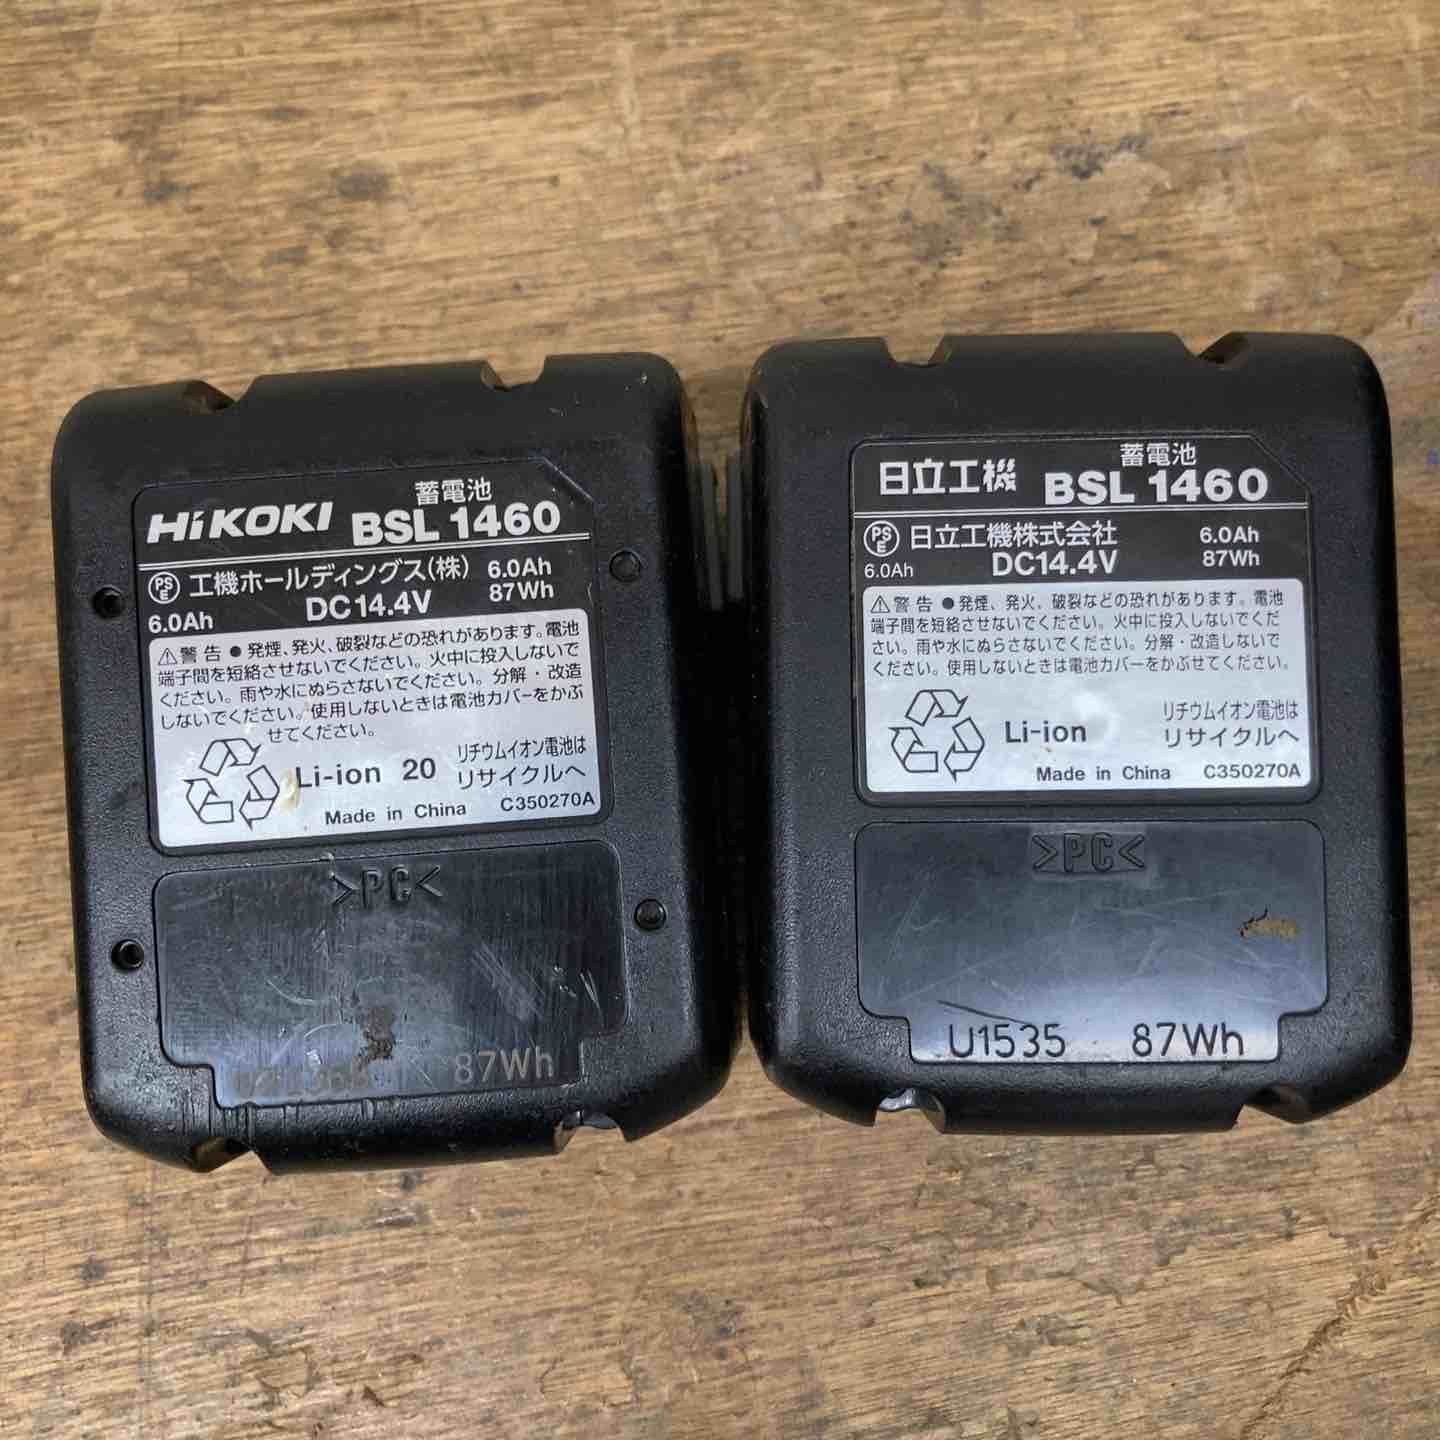 HiKOKI 蓄電池
BSL 1460
PSE 工機ホールディングス(株) 6.0Ah
6.0Ah DC14.4V 87Wh
⚠警告 ●発煙、発火、破裂などの恐れがあります。電池
端子間を短絡させないでください。火中に投入しないで
ください。雨や水にぬらさないでください。分解・改造
しないでください。使用しないときは電池カバーをかぶ
せてください。
Li-ion 20 リチウムイオン電池は
リサイクルへ
Made in China C350270A
>PC<
87Wh
日立工機 蓄電池
BSL 1460
PSE 日立工機株式会社 6.0Ah
6.0Ah DC14.4V 87Wh
⚠警告 ●発煙、発火、破裂などの恐れがあります。電池
端子間を短絡させないでください。火中に投入しないでくだ
さい。雨や水にぬらさないでください。分解・改造しないで
ください。使用しないときは電池カバーをかぶせてください。
Li-ion リチウムイオン電池は
リサイクルへ
Made in China C350270A
>PC<
U1535 87Wh